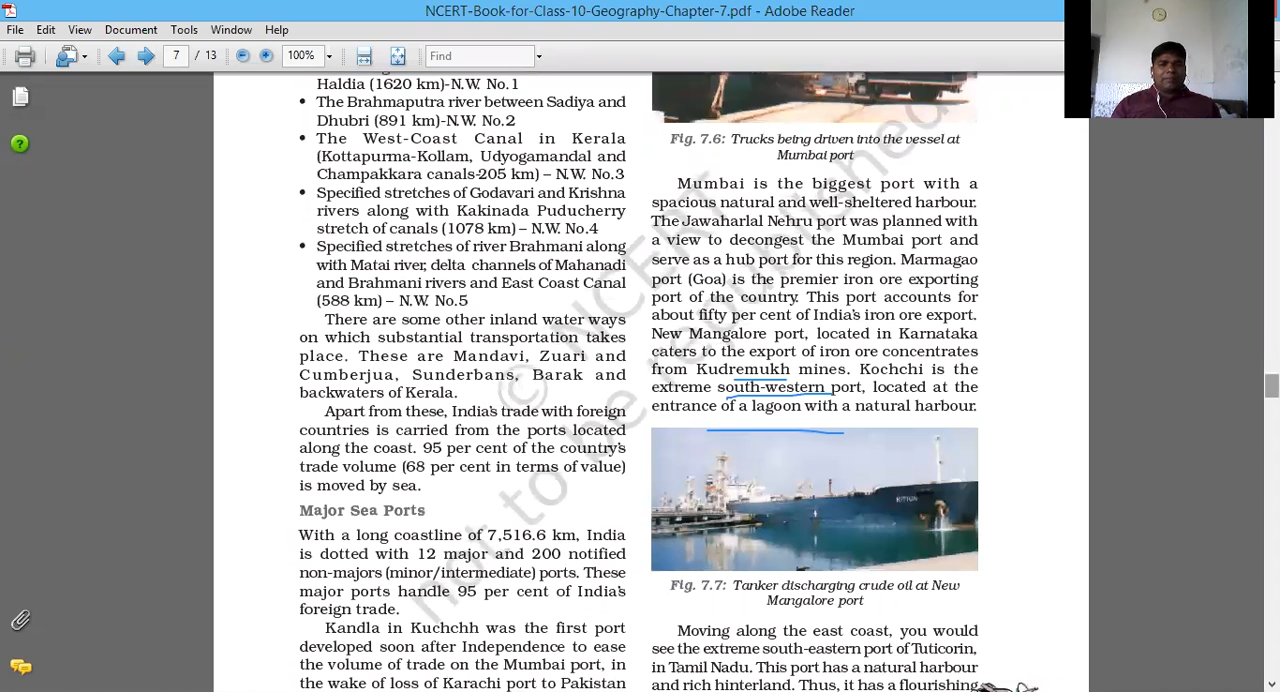 NCERT-Book-for-Class-10-Geography-Chapter-7.pdf - Adobe Reader
File Edit View Document Tools Window Help
7 / 13 100% Find
Haldia (1620 km)-N.W. No.1
• The Brahmaputra river between Sadiya and
Dhubri (891 km)-N.W. No.2
• The West-Coast Canal in Kerala
(Kottapurma-Kollam, Udyogamandal and
Champakkara canals-205 km) – N.W. No.3
• Specified stretches of Godavari and Krishna
rivers along with Kakinada Puducherry
stretch of canals (1078 km) – N.W. No.4
• Specified stretches of river Brahmani along
with Matai river, delta channels of Mahanadi
and Brahmani rivers and East Coast Canal
(588 km) – N.W. No.5
There are some other inland water ways
on which substantial transportation takes
place. These are Mandavi, Zuari and
Cumberjua, Sunderbans, Barak and
backwaters of Kerala.
Apart from these, India's trade with foreign
countries is carried from the ports located
along the coast. 95 per cent of the country's
trade volume (68 per cent in terms of value)
is moved by sea.
Major Sea Ports
With a long coastline of 7,516.6 km, India
is dotted with 12 major and 200 notified
non-majors (minor/intermediate) ports. These
major ports handle 95 per cent of India's
foreign trade.
Kandla in Kuchchh was the first port
developed soon after Independence to ease
the volume of trade on the Mumbai port, in
the wake of loss of Karachi port to Pakistan
Fig. 7.6: Trucks being driven into the vessel at
Mumbai port
Mumbai is the biggest port with a
spacious natural and well-sheltered harbour.
The Jawaharlal Nehru port was planned with
a view to decongest the Mumbai port and
serve as a hub port for this region. Marmagao
port (Goa) is the premier iron ore exporting
port of the country. This port accounts for
about fifty per cent of India's iron ore export.
New Mangalore port, located in Karnataka
caters to the export of iron ore concentrates
from Kudremukh mines. Kochchi is the
extreme south-western port, located at the
entrance of a lagoon with a natural harbour.
Fig. 7.7: Tanker discharging crude oil at New
Mangalore port
Moving along the east coast, you would
see the extreme south-eastern port of Tuticorin,
in Tamil Nadu. This port has a natural harbour
and rich hinterland. Thus, it has a flourishing
© NCERT
not to be republished